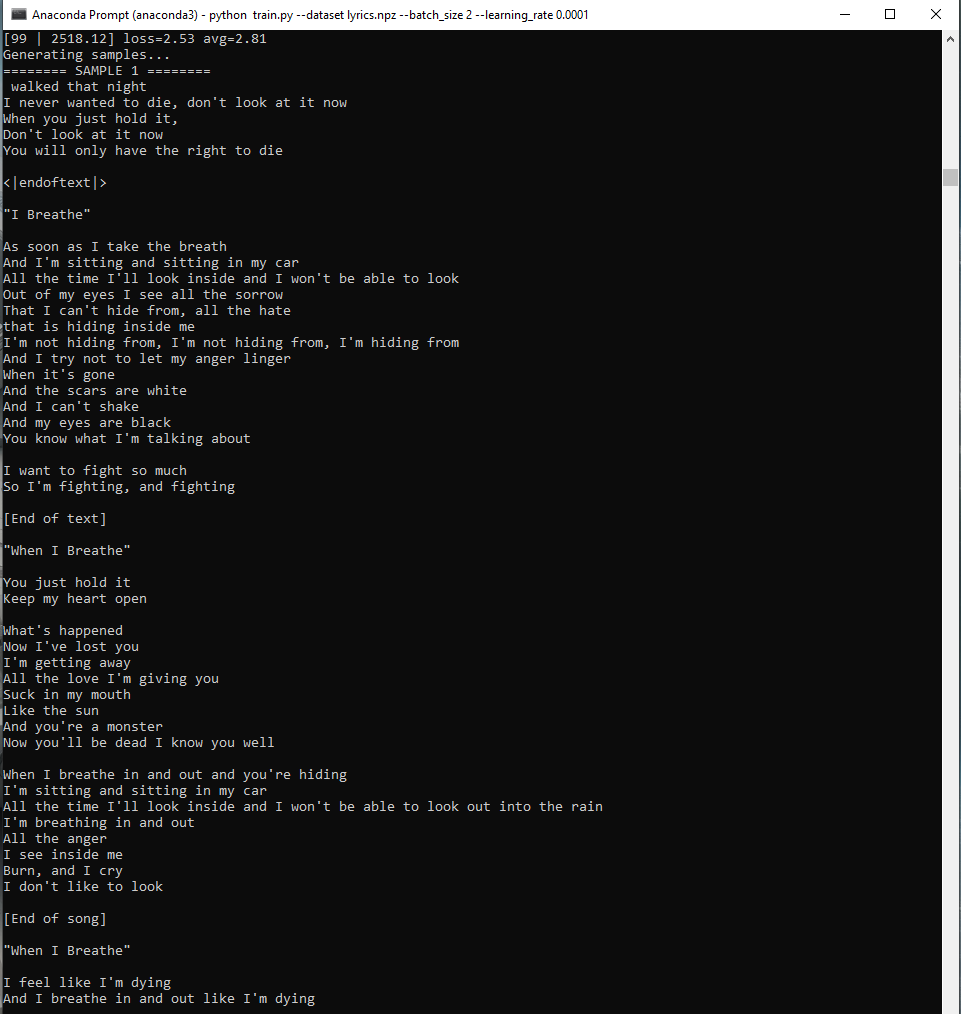 Anaconda Prompt (anaconda3) - python  train.py --dataset lyrics.npz --batch_size 2 --learning_rate 0.0001
[99 | 2518.12] loss=2.53 avg=2.81
Generating samples...
======== SAMPLE 1 ========
 walked that night
I never wanted to die, don't look at it now
When you just hold it,
Don't look at it now
You will only have the right to die

<|endoftext|>

"I Breathe"

As soon as I take the breath
And I'm sitting and sitting in my car
All the time I'll look inside and I won't be able to look
Out of my eyes I see all the sorrow
That I can't hide from, all the hate
that is hiding inside me
I'm not hiding from, I'm not hiding from, I'm hiding from
And I try not to let my anger linger
When it's gone
And the scars are white
And I can't shake
And my eyes are black
You know what I'm talking about

I want to fight so much
So I'm fighting, and fighting

[End of text]

"When I Breathe"

You just hold it
Keep my heart open

What's happened
Now I've lost you
I'm getting away
All the love I'm giving you
Suck in my mouth
Like the sun
And you're a monster
Now you'll be dead I know you well

When I breathe in and out and you're hiding
I'm sitting and sitting in my car
All the time I'll look inside and I won't be able to look out into the rain
I'm breathing in and out
All the anger
I see inside me
Burn, and I cry
I don't like to look

[End of song]

"When I Breathe"

I feel like I'm dying
And I breathe in and out like I'm dying